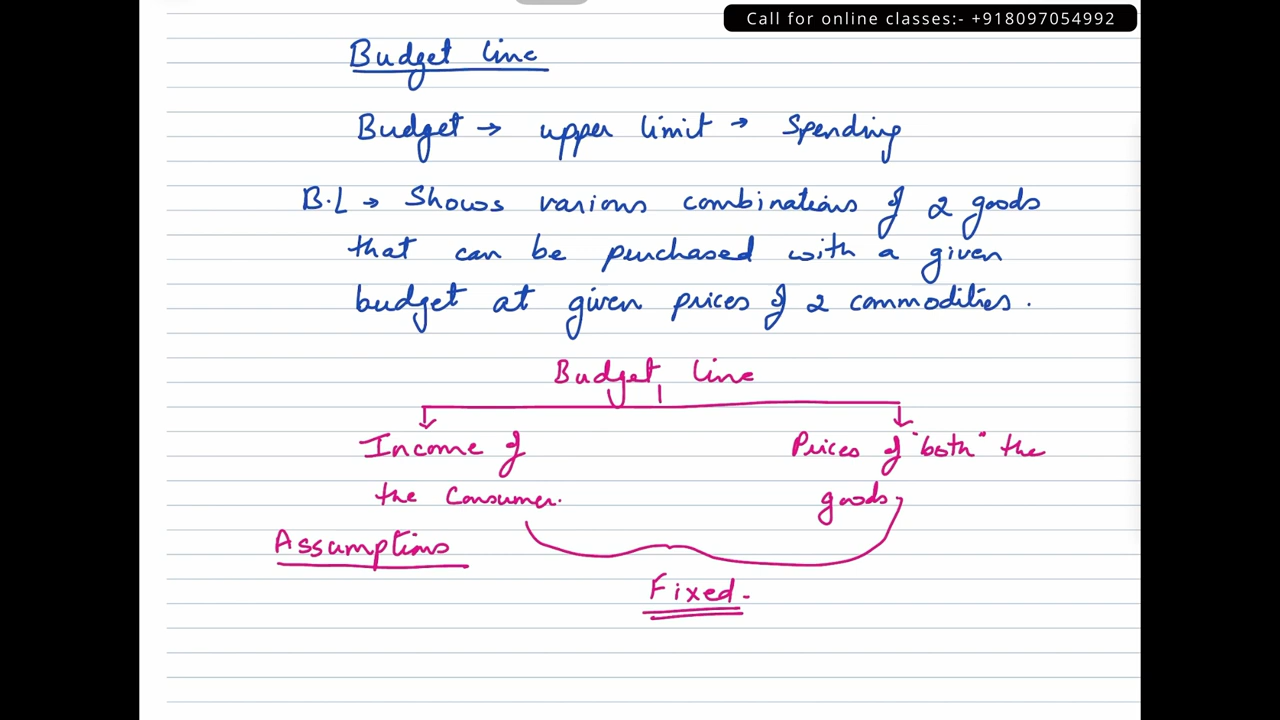 Call for online classes:- +918097054992
Budget line
Budget → upper limit → Spending
B.L → Shows various combinations of 2 goods
that can be purchased with a given
budget at given prices of 2 commodities.
Budget line
Income of
the Consumer.
Prices of "both" the
goods
Assumptions
Fixed.